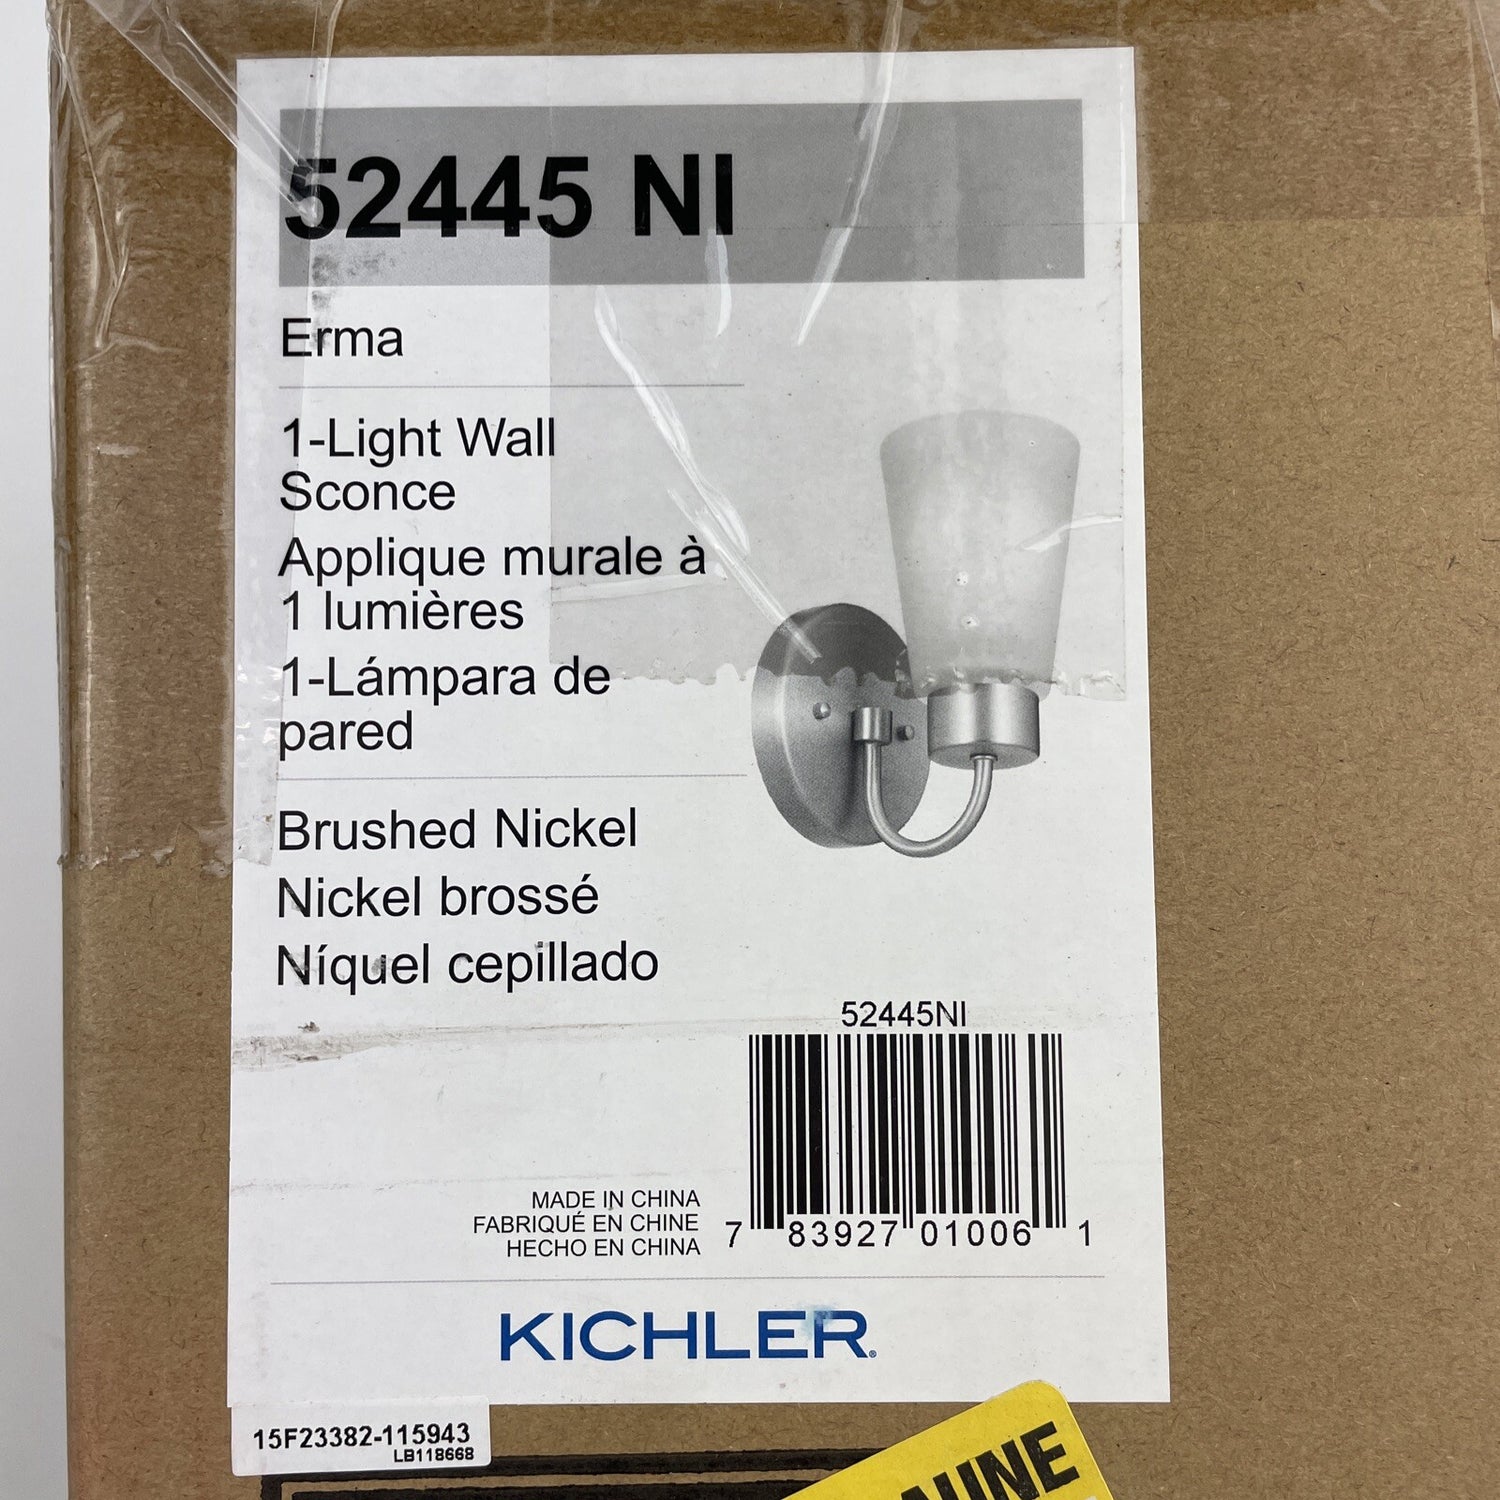 52445 NI
Erma
1-Light Wall
Sconce
Applique murale à
1 lumières
1-Lámpara de
pared
Brushed Nickel
Nickel brossé
Níquel cepillado
52445NI
MADE IN CHINA
FABRIQUÉ EN CHINE
HECHO EN CHINA
7 83927 01006 1
KICHLER®
15F23382-115943
LB118668